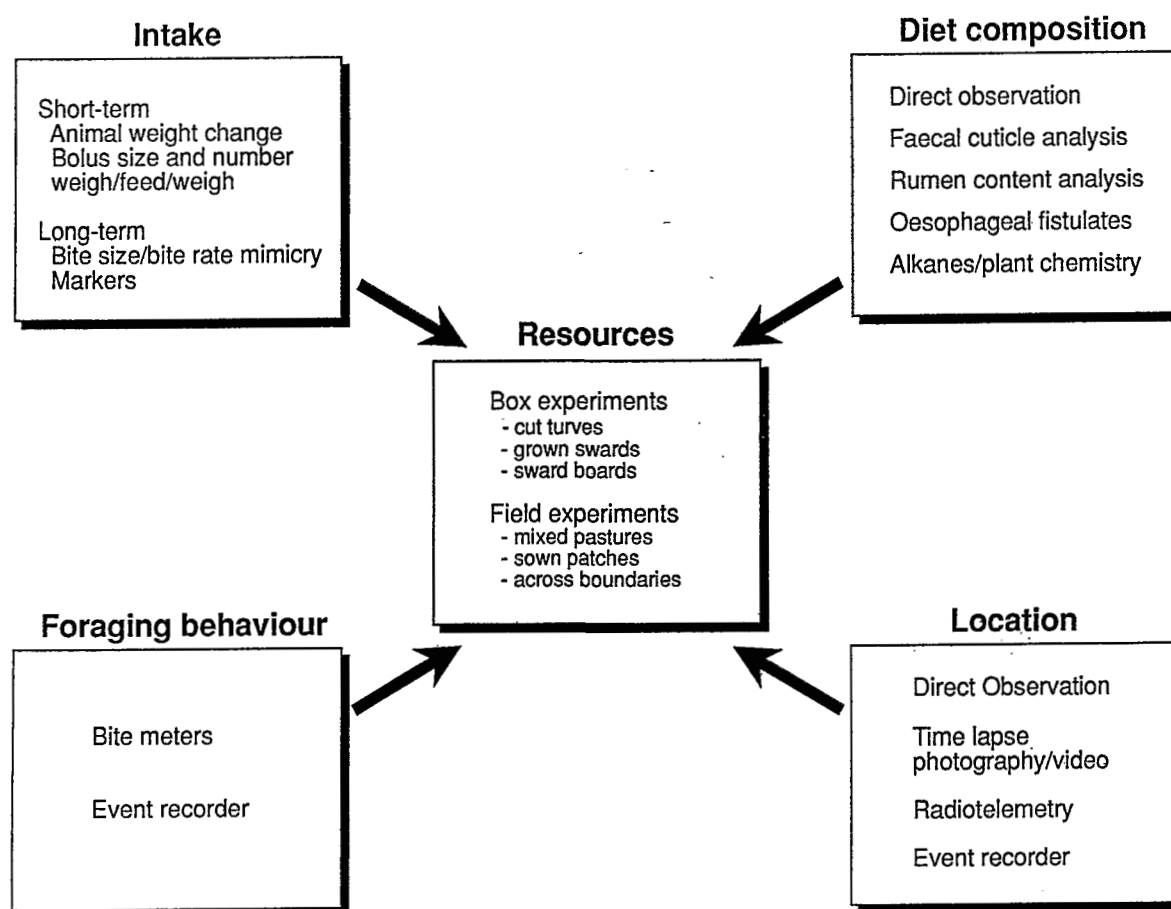 Intake
Short-term
Animal weight change
Bolus size and number
weigh/feed/weigh
Long-term
Bite size/bite rate mimicry
Markers
Diet composition
Direct observation
Faecal cuticle analysis
Rumen content analysis
Oesophageal fistulates
Alkanes/plant chemistry
Resources
Box experiments
- cut turves
- grown swards
- sward boards
Field experiments
- mixed pastures
- sown patches
- across boundaries
Foraging behaviour
Bite meters
Event recorder
Location
Direct Observation
Time lapse
photography/video
Radiotelemetry
Event recorder